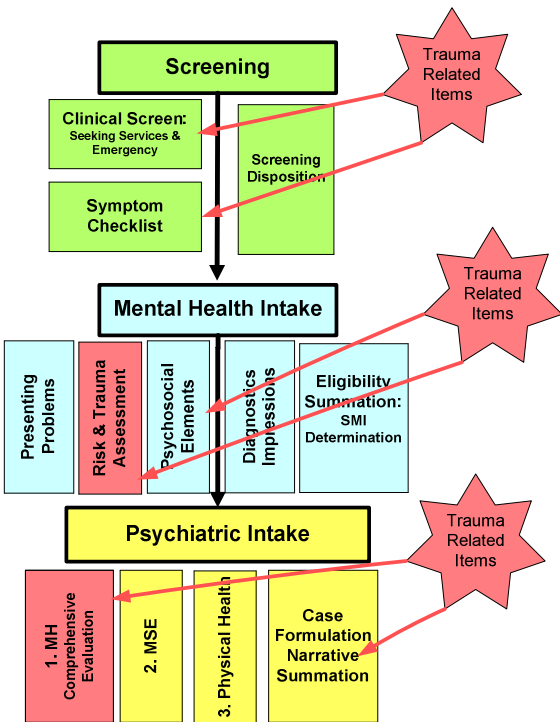 Screening
Trauma
Related
Items
Clinical Screen:
Seeking Services &
Emergency
Screening
Disposition
Symptom
Checklist
Mental Health Intake
Trauma
Related
Items
Presenting
Problems
Risk & Trauma
Assessment
Psychosocial
Elements
Diagnostics
Impressions
Eligibility
Summation:
SMI
Determination
Psychiatric Intake
Trauma
Related
Items
1. MH
Comprehensive
Evaluation
2. MSE
3. Physical Health
Case
Formulation
Narrative
Summation